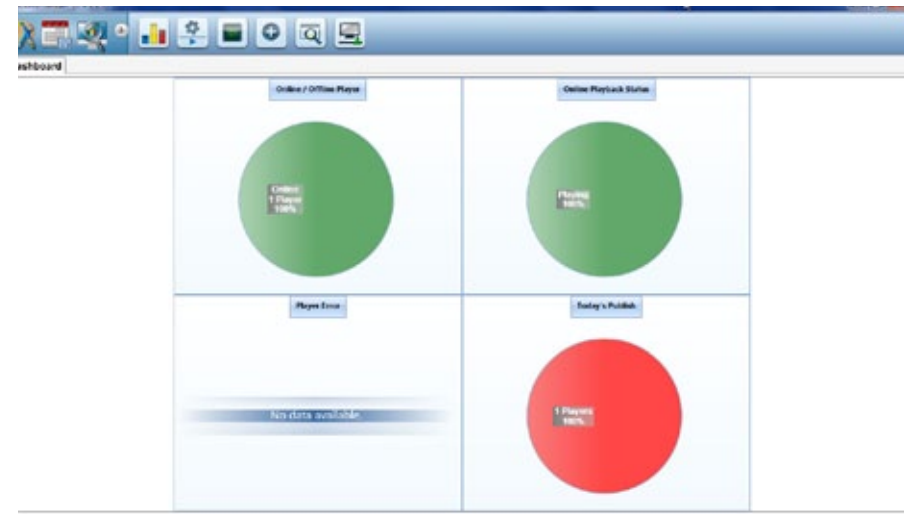 ashboard
Online / Offline Player
Online Playback Status
Online
1 Player
100%
Playing
100%
Player Error
Today's Publish
No data available.
1 Players
100%